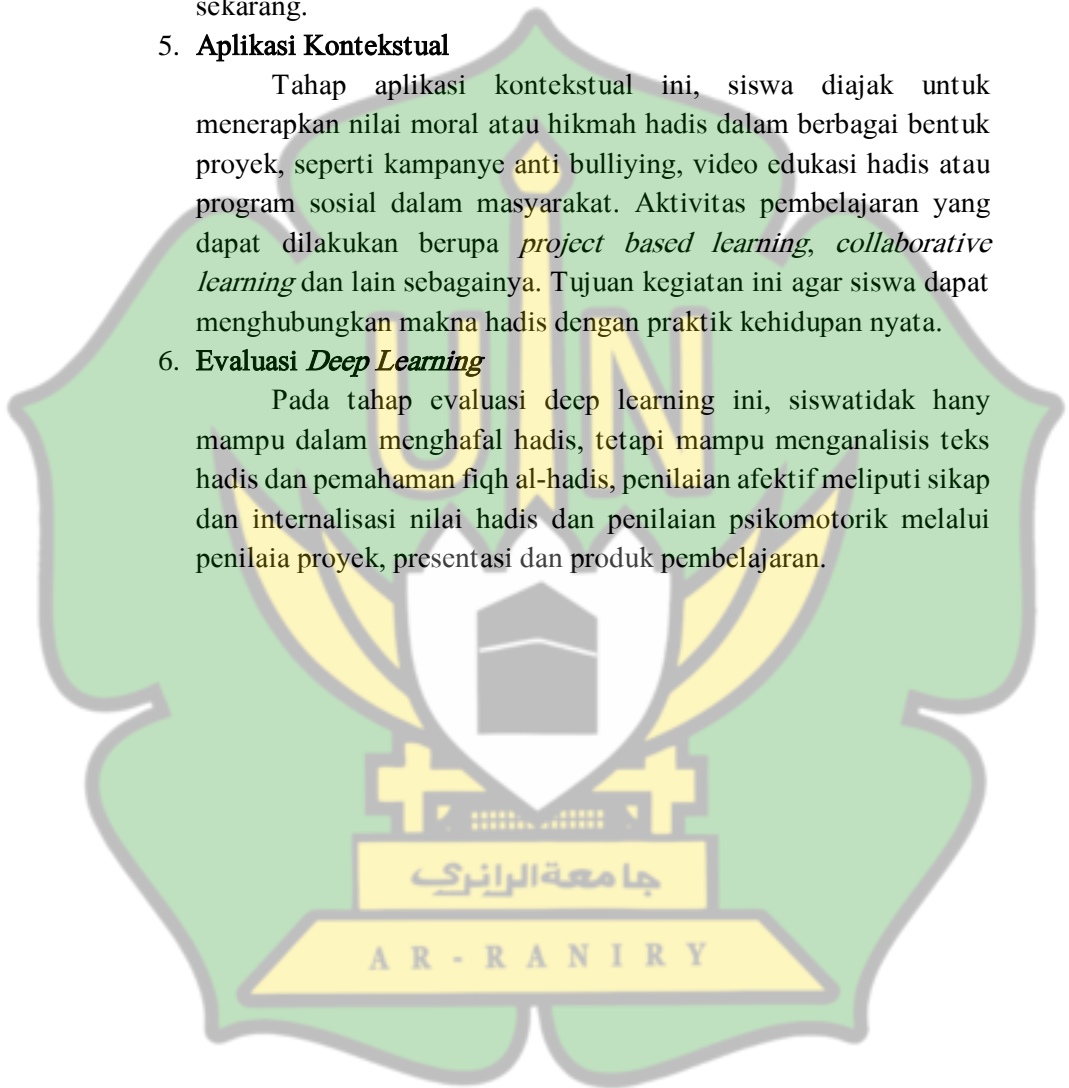 sekarang.
5. Aplikasi Kontekstual
Tahap aplikasi kontekstual ini, siswa diajak untuk
menerapkan nilai moral atau hikmah hadis dalam berbagai bentuk
proyek, seperti kampanye anti bulliying, video edukasi hadis atau
program sosial dalam masyarakat. Aktivitas pembelajaran yang
dapat dilakukan berupa project based learning, collaborative
learning dan lain sebagainya. Tujuan kegiatan ini agar siswa dapat
menghubungkan makna hadis dengan praktik kehidupan nyata.
6. Evaluasi Deep Learning
Pada tahap evaluasi deep learning ini, siswatidak hany
mampu dalam menghafal hadis, tetapi mampu menganalisis teks
hadis dan pemahaman fiqh al-hadis, penilaian afektif meliputi sikap
dan internalisasi nilai hadis dan penilaian psikomotorik melalui
penilaia proyek, presentasi dan produk pembelajaran.
UIN
جامعةالرانري
AR-RANIRY